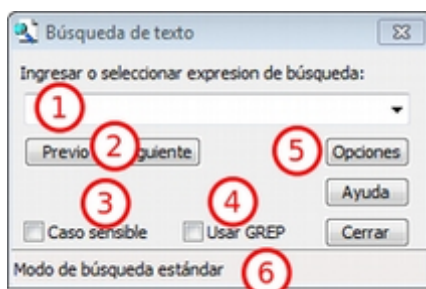 Búsqueda de texto
Ingresar o seleccionar expresion de búsqueda:
1
Previo 2 guiente 5 Opciones
Ayuda
3 4
Caso sensible Usar GREP Cerrar
Modo de búsqueda estándar 6